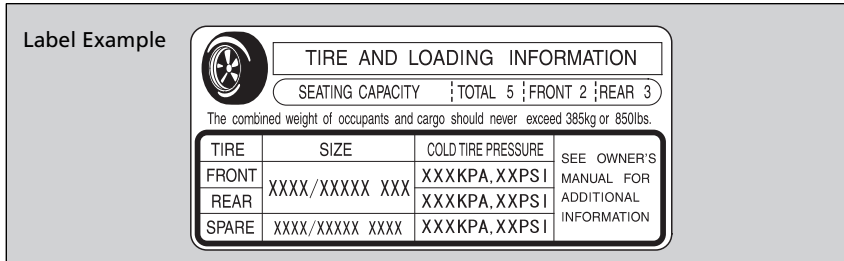 Label Example
TIRE AND LOADING INFORMATION
SEATING CAPACITY TOTAL 5 FRONT 2 REAR 3
The combined weight of occupants and cargo should never exceed 385kg or 850lbs.
TIRE SIZE COLD TIRE PRESSURE
FRONT XXXX/XXXXX XXX XXXKPA,XXPSI
REAR XXXKPA,XXPSI
SPARE XXXX/XXXXX XXXX XXXKPA,XXPSI
SEE OWNER'S
MANUAL FOR
ADDITIONAL
INFORMATION